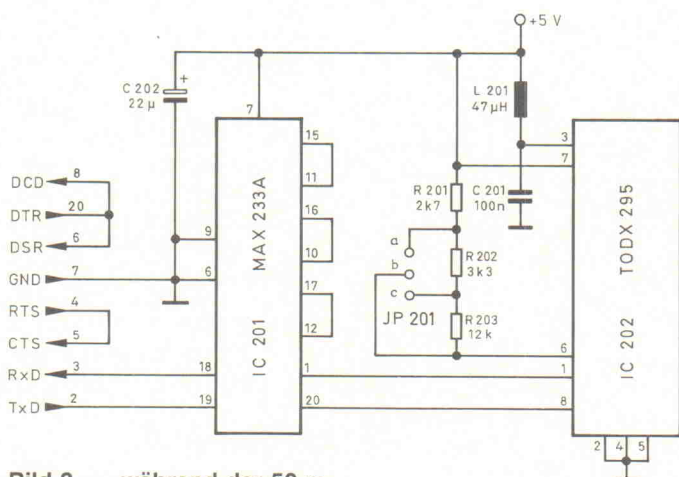 +5 V
C 202
22 µ
+
L 201
47 µH
7
3
7
15
11
16
10
17
12
MAX 233A
IC 201
R 201
2k7
C 201
100n
TODX 295
IC 202
a
b
c
JP 201
R 202
3k3
R 203
12 k
DCD 8
DTR 20
DSR 6
GND 7
RTS 4
CTS 5
RxD 3
TxD 2
9
6
18
19
1
20
6
1
8
2 4 5